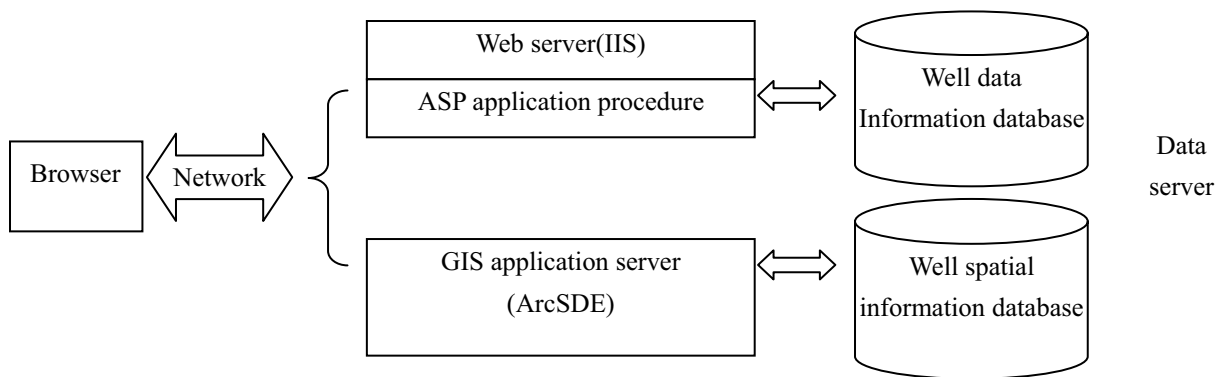 Browser
Network
Web server(IIS)
ASP application procedure
GIS application server
(ArcSDE)
Well data
Information database
Well spatial
information database
Data
server